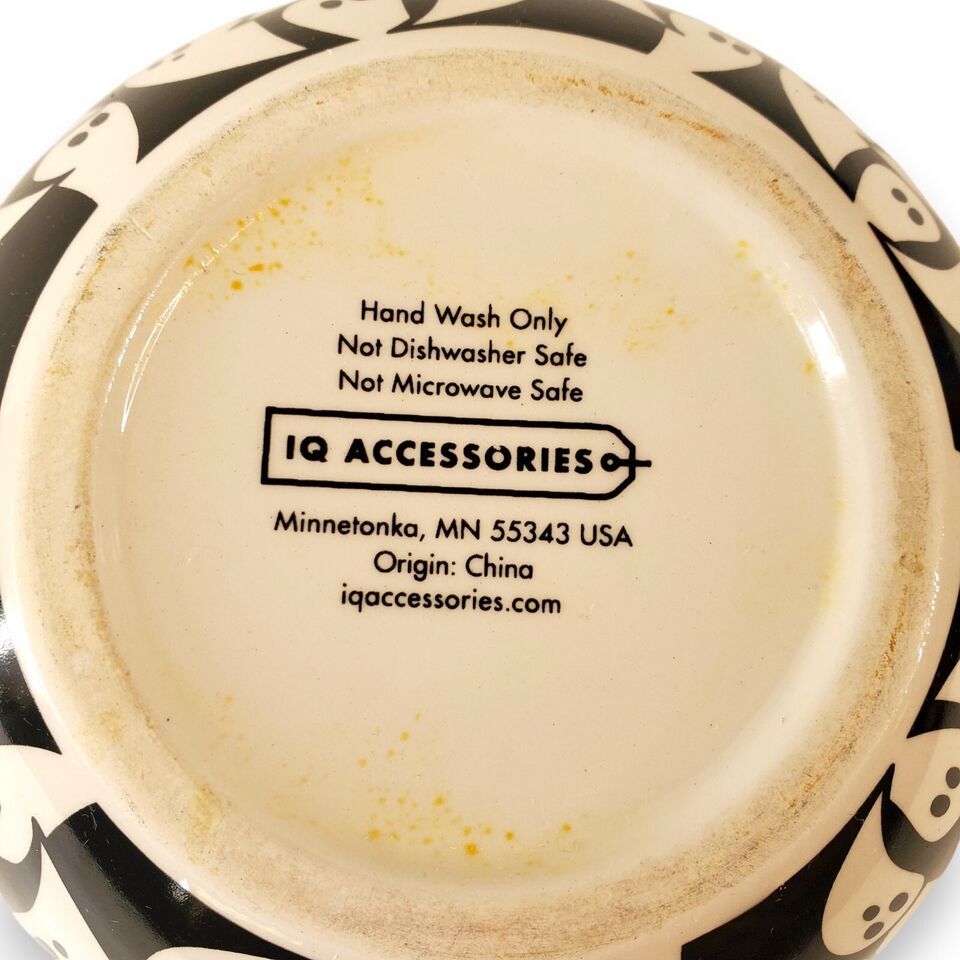 Hand Wash Only
Not Dishwasher Safe
Not Microwave Safe
IQ ACCESSORIES
Minnetonka, MN 55343 USA
Origin: China
iqaccessories.com